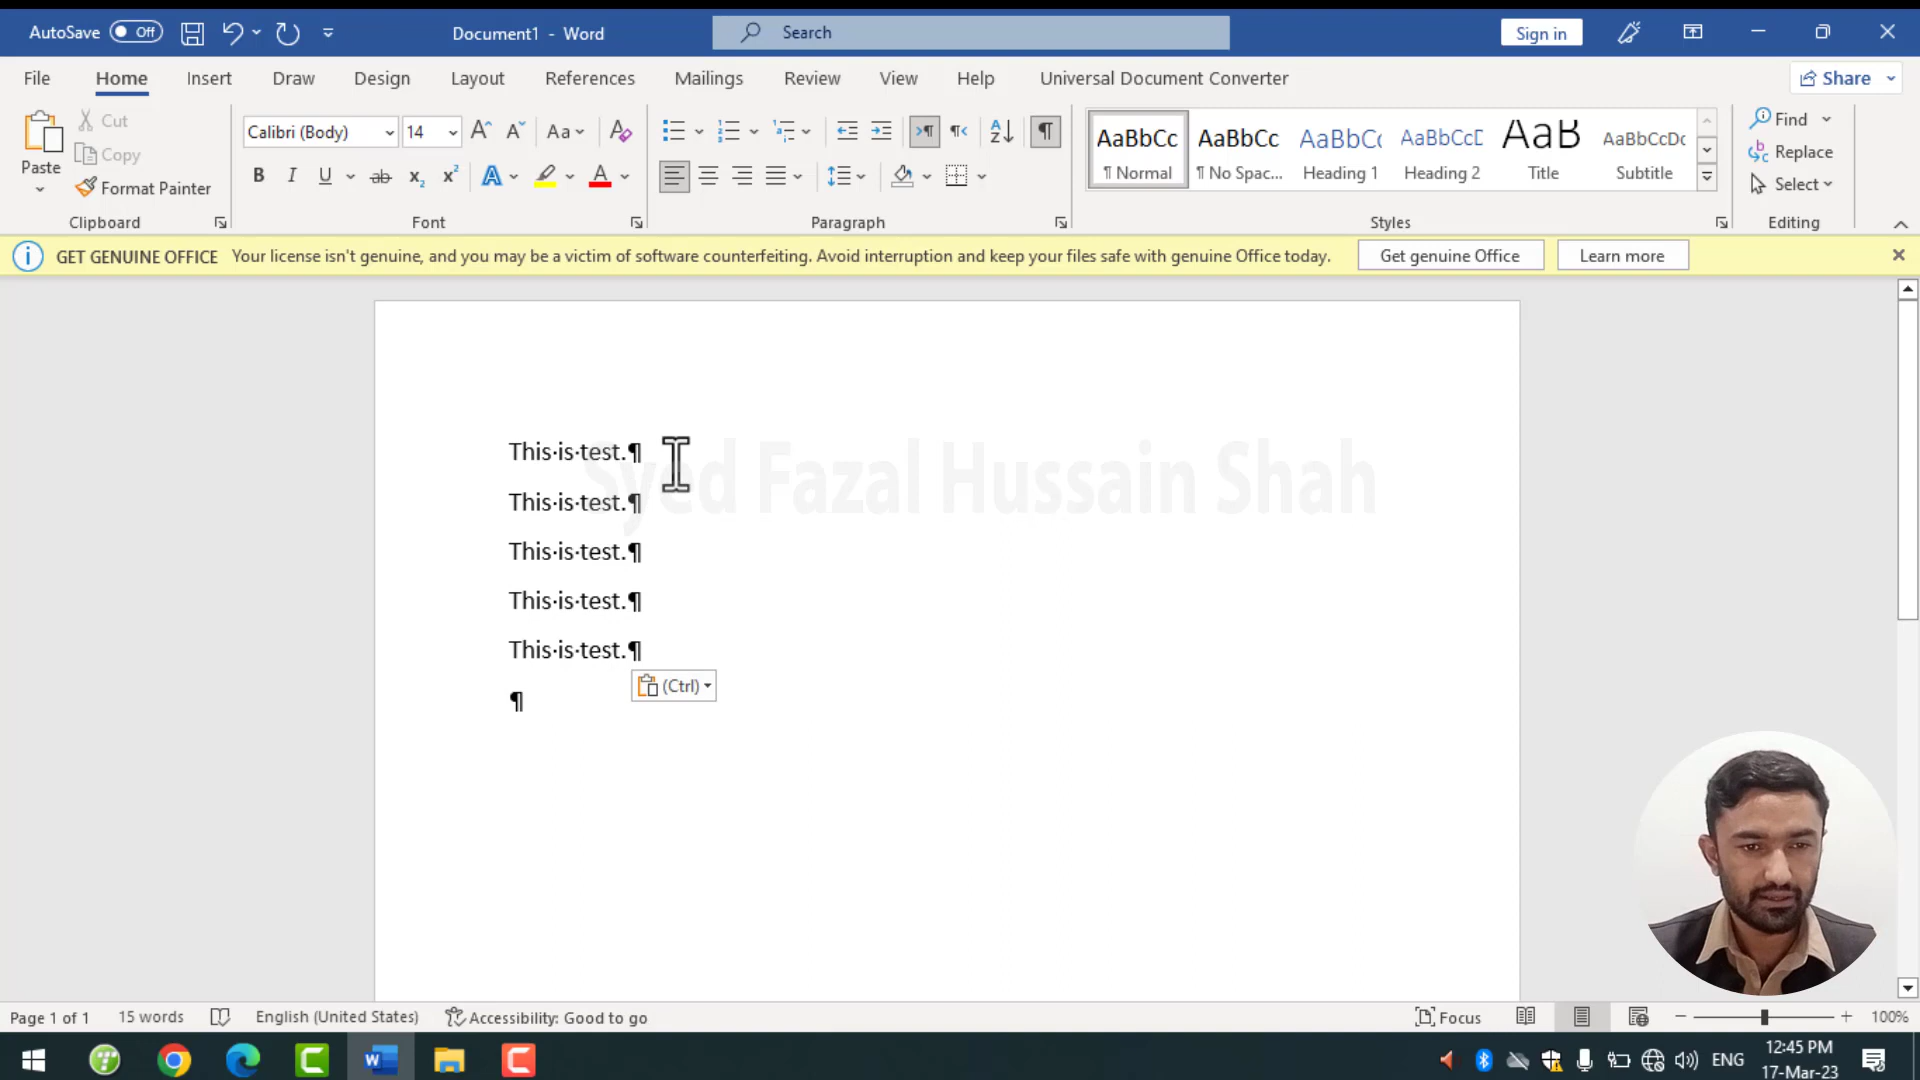 AutoSave Off Document1 - Word Search Sign in
File Home Insert Draw Design Layout References Mailings Review View Help Universal Document Converter Share
Paste
Cut
Copy
Format Painter
Clipboard
Calibri (Body) 14 Aa
B I U ab x₂ x² A A
Font
Paragraph
AaBbCc AaBbCc AaBbCc AaBbCcD AaB AaBbCcDc
¶ Normal ¶ No Spac... Heading 1 Heading 2 Title Subtitle
Styles
Find
Replace
Select
Editing
GET GENUINE OFFICE Your license isn't genuine, and you may be a victim of software counterfeiting. Avoid interruption and keep your files safe with genuine Office today. Get genuine Office Learn more
This·is·test.¶
Syed Fazal Hussain Shah
This·is·test.¶
This·is·test.¶
This·is·test.¶
This·is·test.¶
(Ctrl)
¶
Page 1 of 1 15 words English (United States) Accessibility: Good to go Focus 100%
ENG 12:45 PM
17-Mar-23